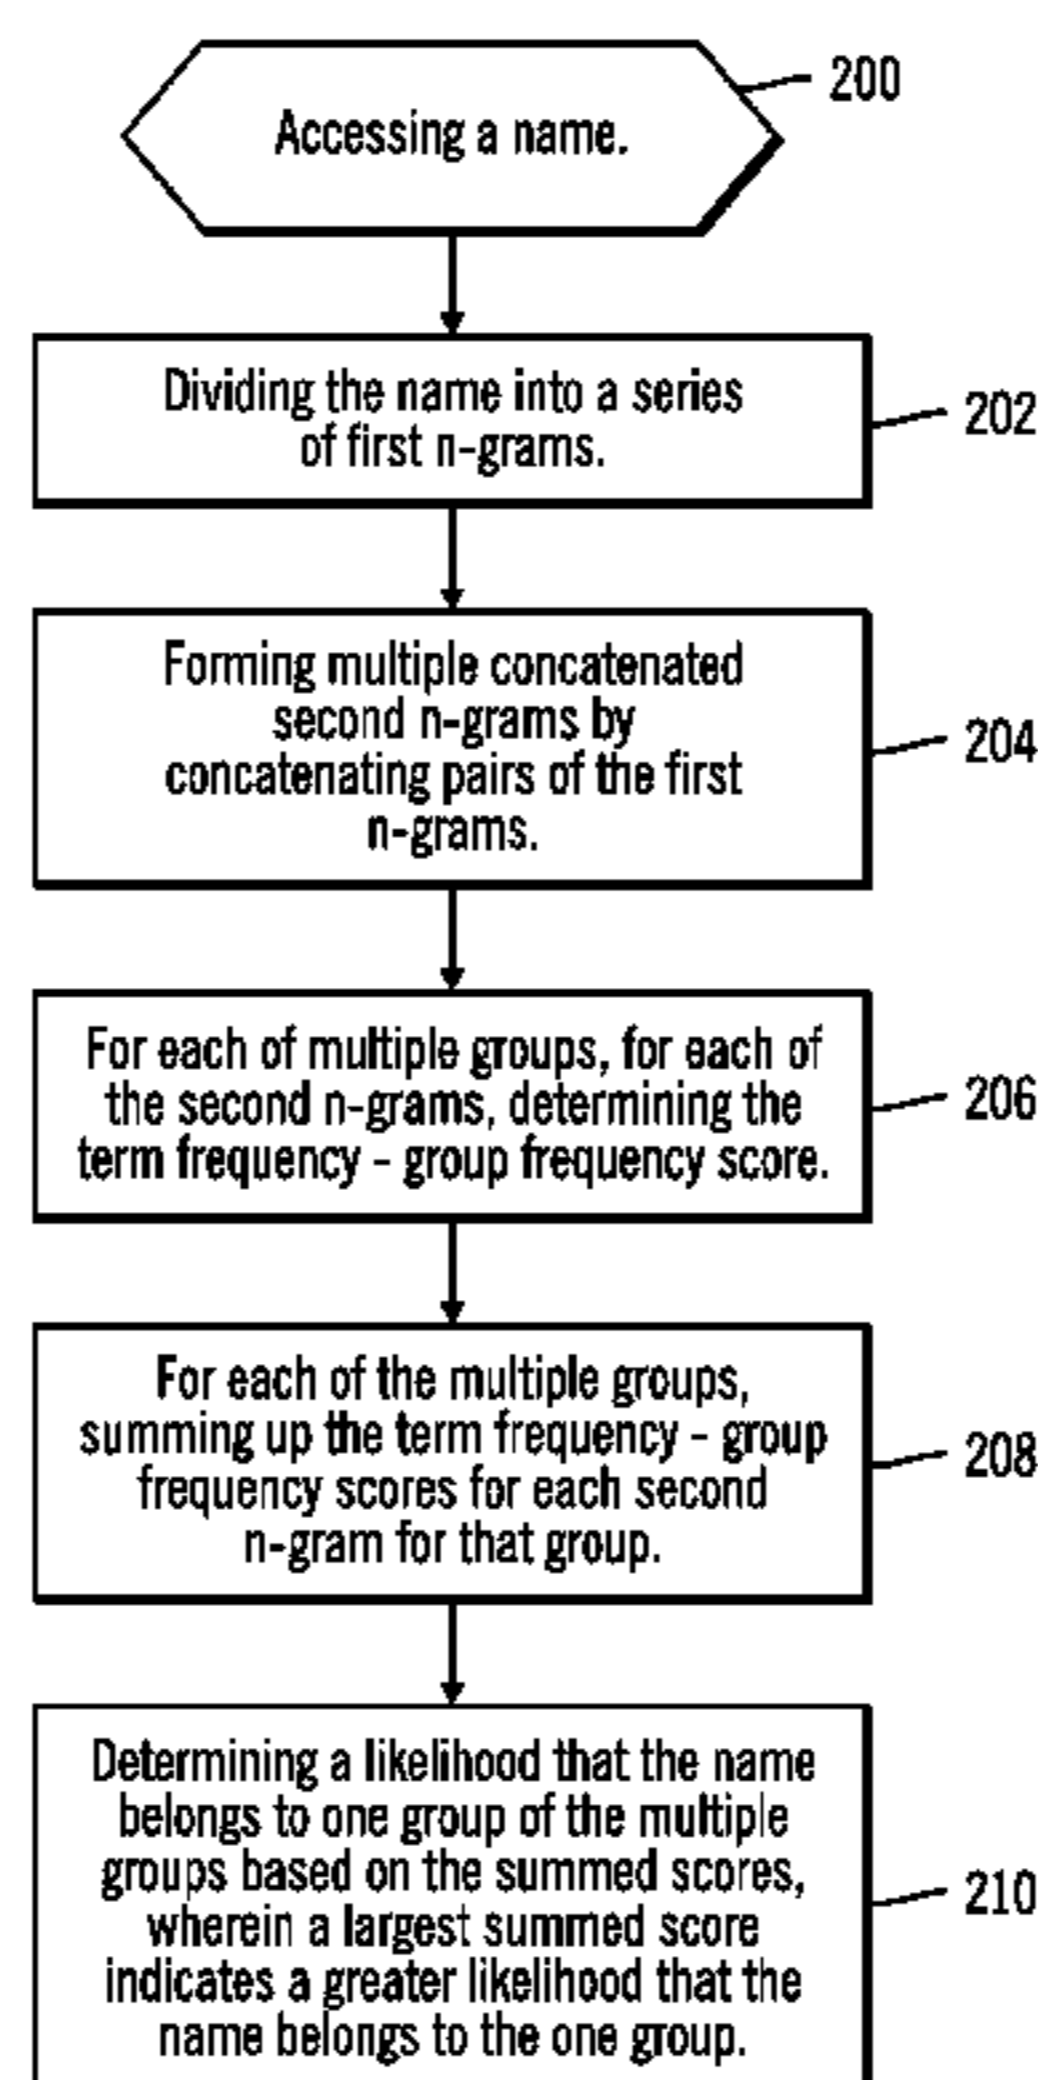 Accessing a name.
200
Dividing the name into a series
of first n-grams.
202
Forming multiple concatenated
second n-grams by
concatenating pairs of the first
n-grams.
204
For each of multiple groups, for each of
the second n-grams, determining the
term frequency - group frequency score.
206
For each of the multiple groups,
summing up the term frequency - group
frequency scores for each second
n-gram for that group.
208
Determining a likelihood that the name
belongs to one group of the multiple
groups based on the summed scores,
wherein a largest summed score
indicates a greater likelihood that the
name belongs to the one group.
210